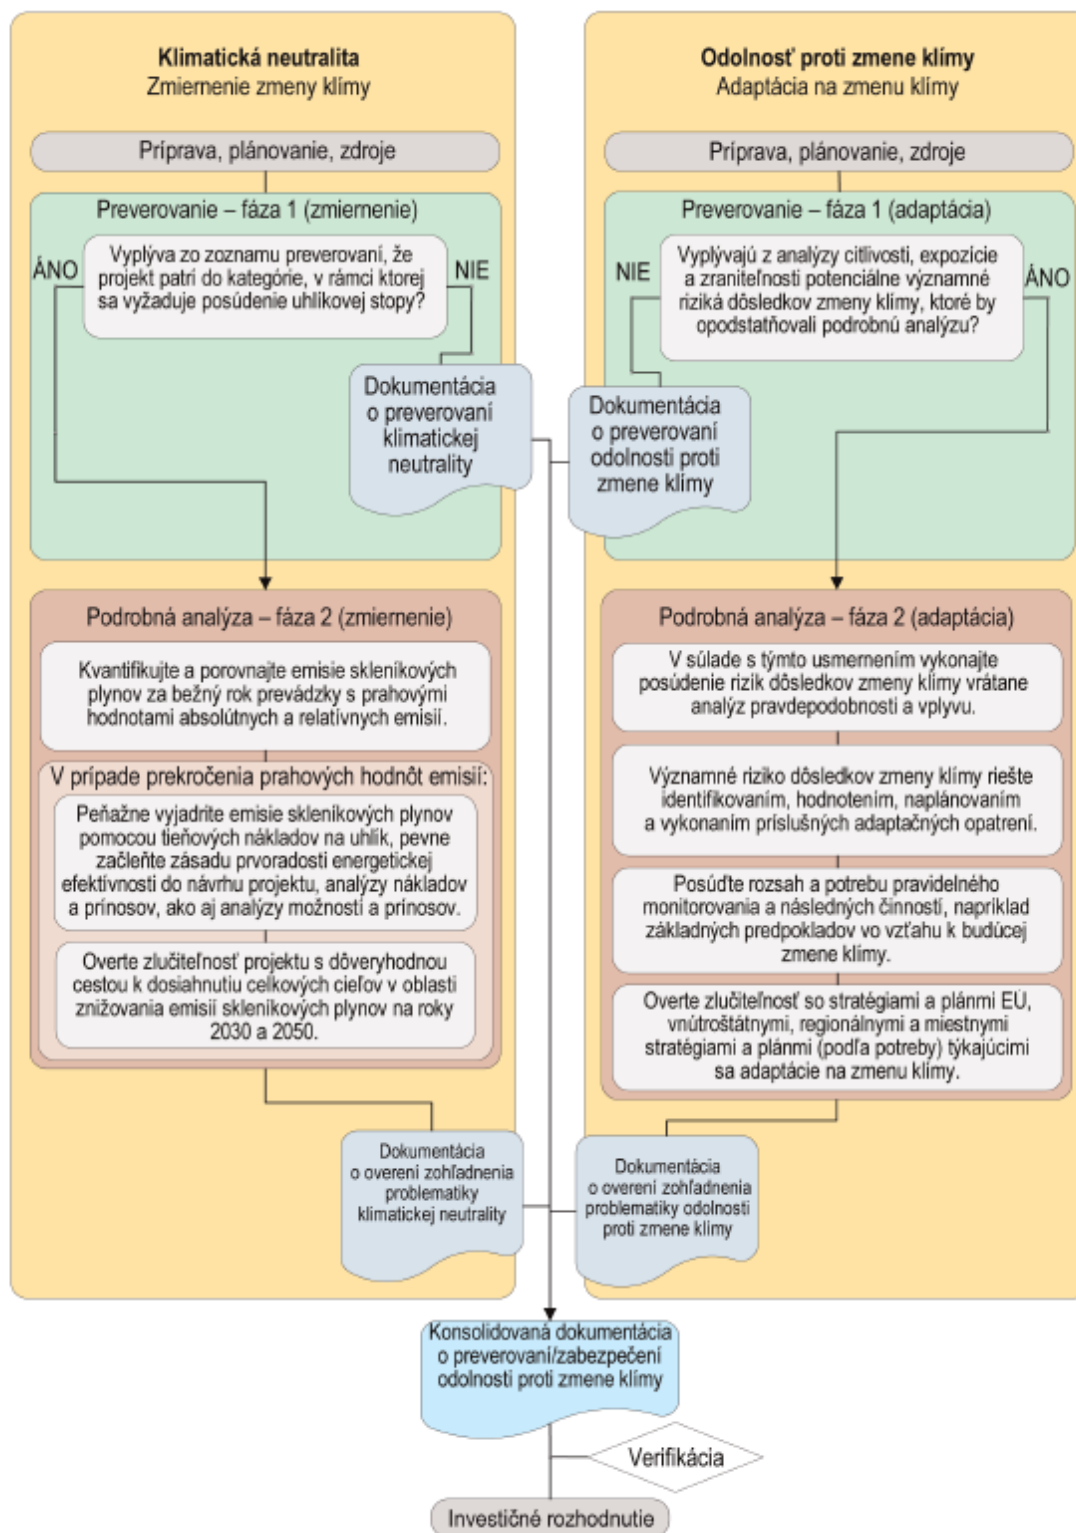 Klimatická neutralita
Zmiernenie zmeny klímy
Príprava, plánovanie, zdroje
Preverovanie – fáza 1 (zmiernenie)
ÁNO
Vyplýva zo zoznamu preverovaní, že
projekt patrí do kategórie, v rámci ktorej
sa vyžaduje posúdenie uhlíkovej stopy?
NIE
Dokumentácia
o preverovaní
klimatickej
neutrality
Podrobná analýza – fáza 2 (zmiernenie)
Kvantifikujte a porovnajte emisie skleníkových
plynov za bežný rok prevádzky s prahovými
hodnotami absolútnych a relatívnych emisií.
V prípade prekročenia prahových hodnôt emisií:
Peňažne vyjadrite emisie skleníkových plynov
pomocou tieňových nákladov na uhlík, pevne
začleňte zásadu prvoradosti energetickej
efektívnosti do návrhu projektu, analýzy nákladov
a prínosov, ako aj analýzy možností a prínosov.
Overte zlučiteľnosť projektu s dôveryhodnou
cestou k dosiahnutiu celkových cieľov v oblasti
znižovania emisií skleníkových plynov na roky
2030 a 2050.
Dokumentácia
o overení zohľadnenia
problematiky
klimatickej neutrality
Odolnosť proti zmene klímy
Adaptácia na zmenu klímy
Príprava, plánovanie, zdroje
Preverovanie – fáza 1 (adaptácia)
NIE
Vyplývajú z analýzy citlivosti, expozície
a zraniteľnosti potenciálne významné
riziká dôsledkov zmeny klímy, ktoré by
opodstatňovali podrobnú analýzu?
ÁNO
Dokumentácia
o preverovaní
odolnosti proti
zmene klímy
Podrobná analýza – fáza 2 (adaptácia)
V súlade s týmto usmernením vykonajte
posúdenie rizík dôsledkov zmeny klímy vrátane
analýz pravdepodobnosti a vplyvu.
Významné riziko dôsledkov zmeny klímy riešte
identifikovaním, hodnotením, naplánovaním
a vykonaním príslušných adaptačných opatrení.
Posúďte rozsah a potrebu pravidelného
monitorovania a následných činností, napríklad
základných predpokladov vo vzťahu k budúcej
zmene klímy.
Overte zlučiteľnosť so stratégiami a plánmi EÚ,
vnútroštátnymi, regionálnymi a miestnymi
stratégiami a plánmi (podľa potreby) týkajúcimi
sa adaptácie na zmenu klímy.
Dokumentácia
o overení zohľadnenia
problematiky odolnosti
proti zmene klímy
Konsolidovaná dokumentácia
o preverovaní/zabezpečení
odolnosti proti zmene klímy
Verifikácia
Investičné rozhodnutie